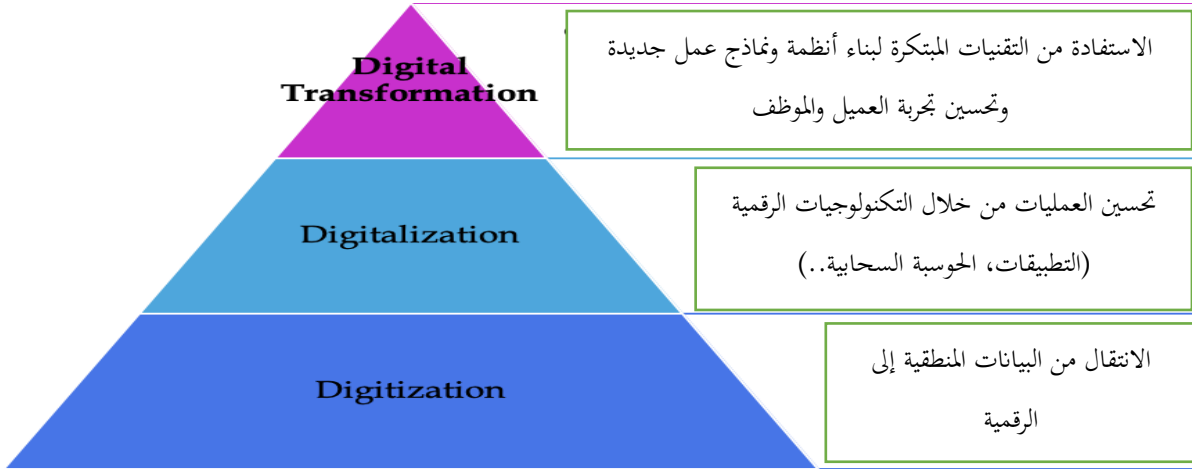 Digital
Transformation
الاستفادة من التقنيات المبتكرة لبناء أنظمة ونماذج عمل جديدة
وتحسين تجربة العميل والموظف
Digitalization
تحسين العمليات من خلال التكنولوجيات الرقمية
(التطبيقات، الحوسبة السحابية..)
Digitization
الانتقال من البيانات المنطقية إلى
الرقمية